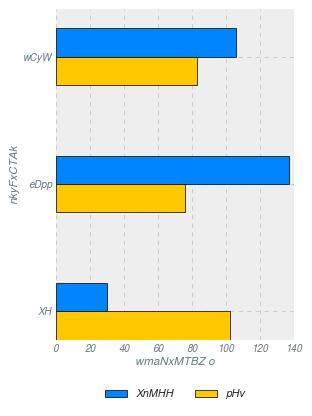 nkyFxCTAk
wCyW
eDpp
XH
0 20 40 60 80 100 120 140
wmaNxMTBZ o
XnMHH pHv